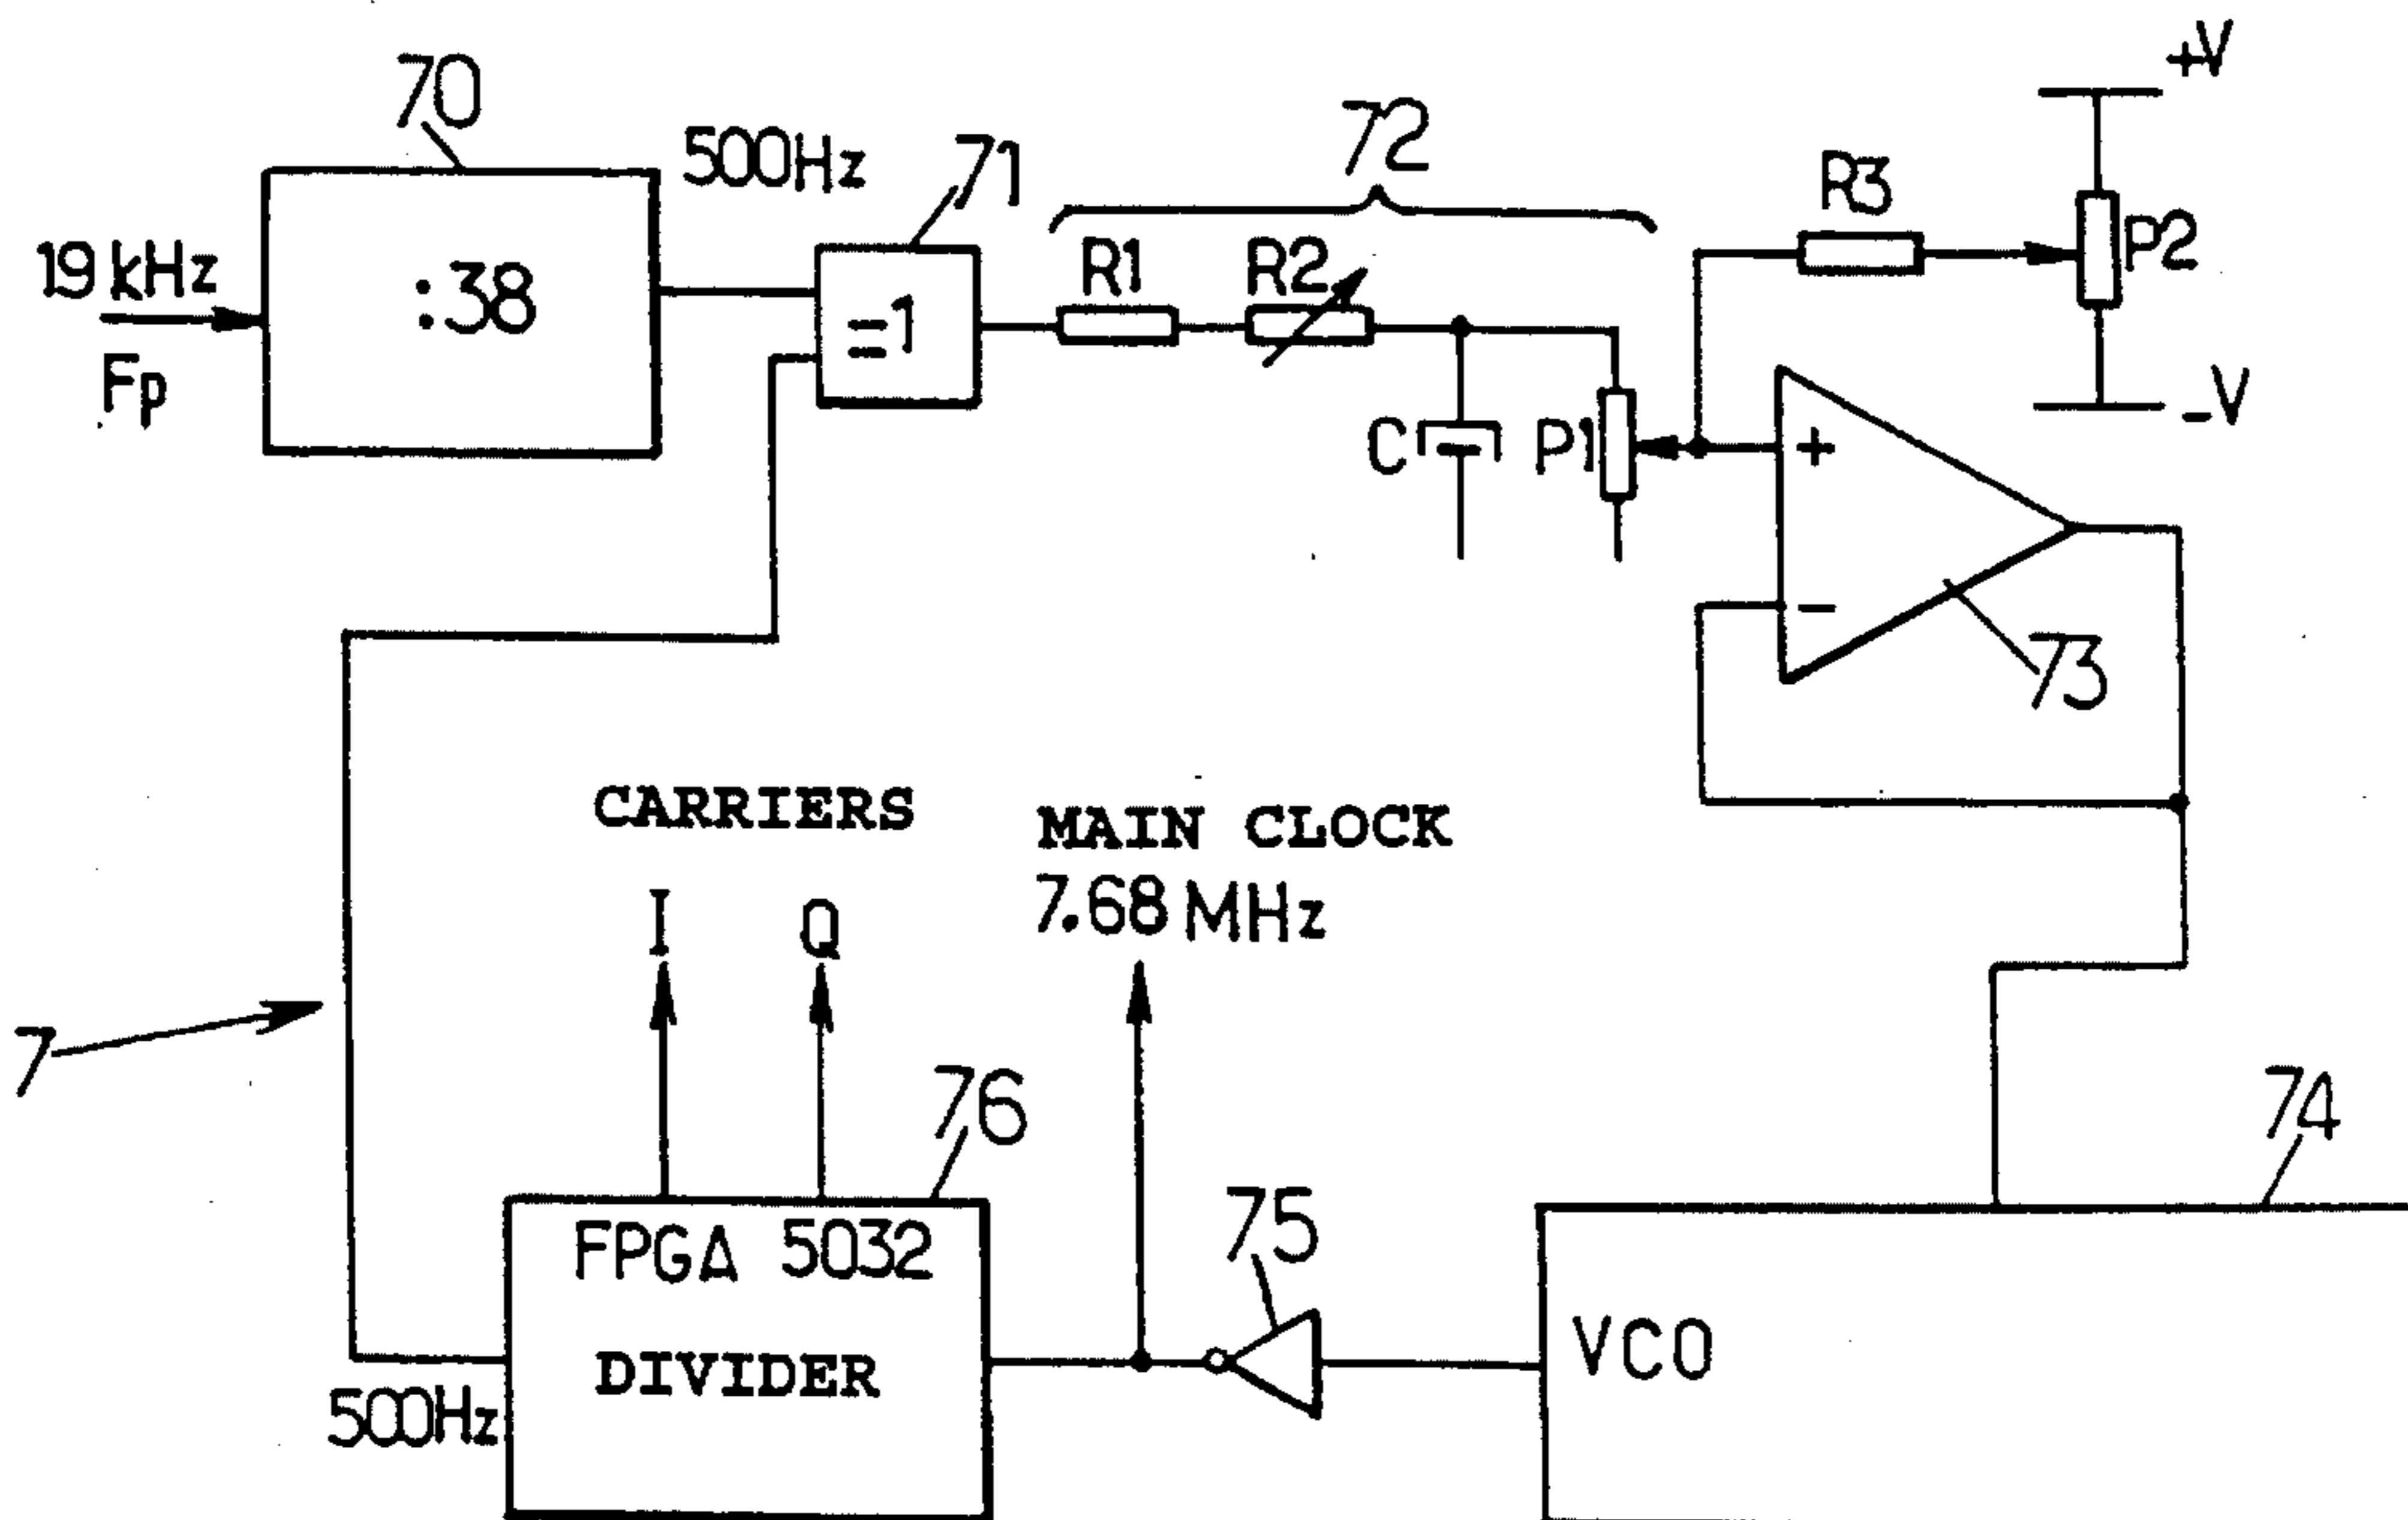 70
500Hz
71
72
+V
19 kHz
Fp
:38
=1
R1
R2
R3
P2
-V
C
P1
+
-
73
CARRIERS
MAIN CLOCK
7.68 MHz
I
Q
7
76
74
75
FPGA 5032
DIVIDER
VCO
500Hz